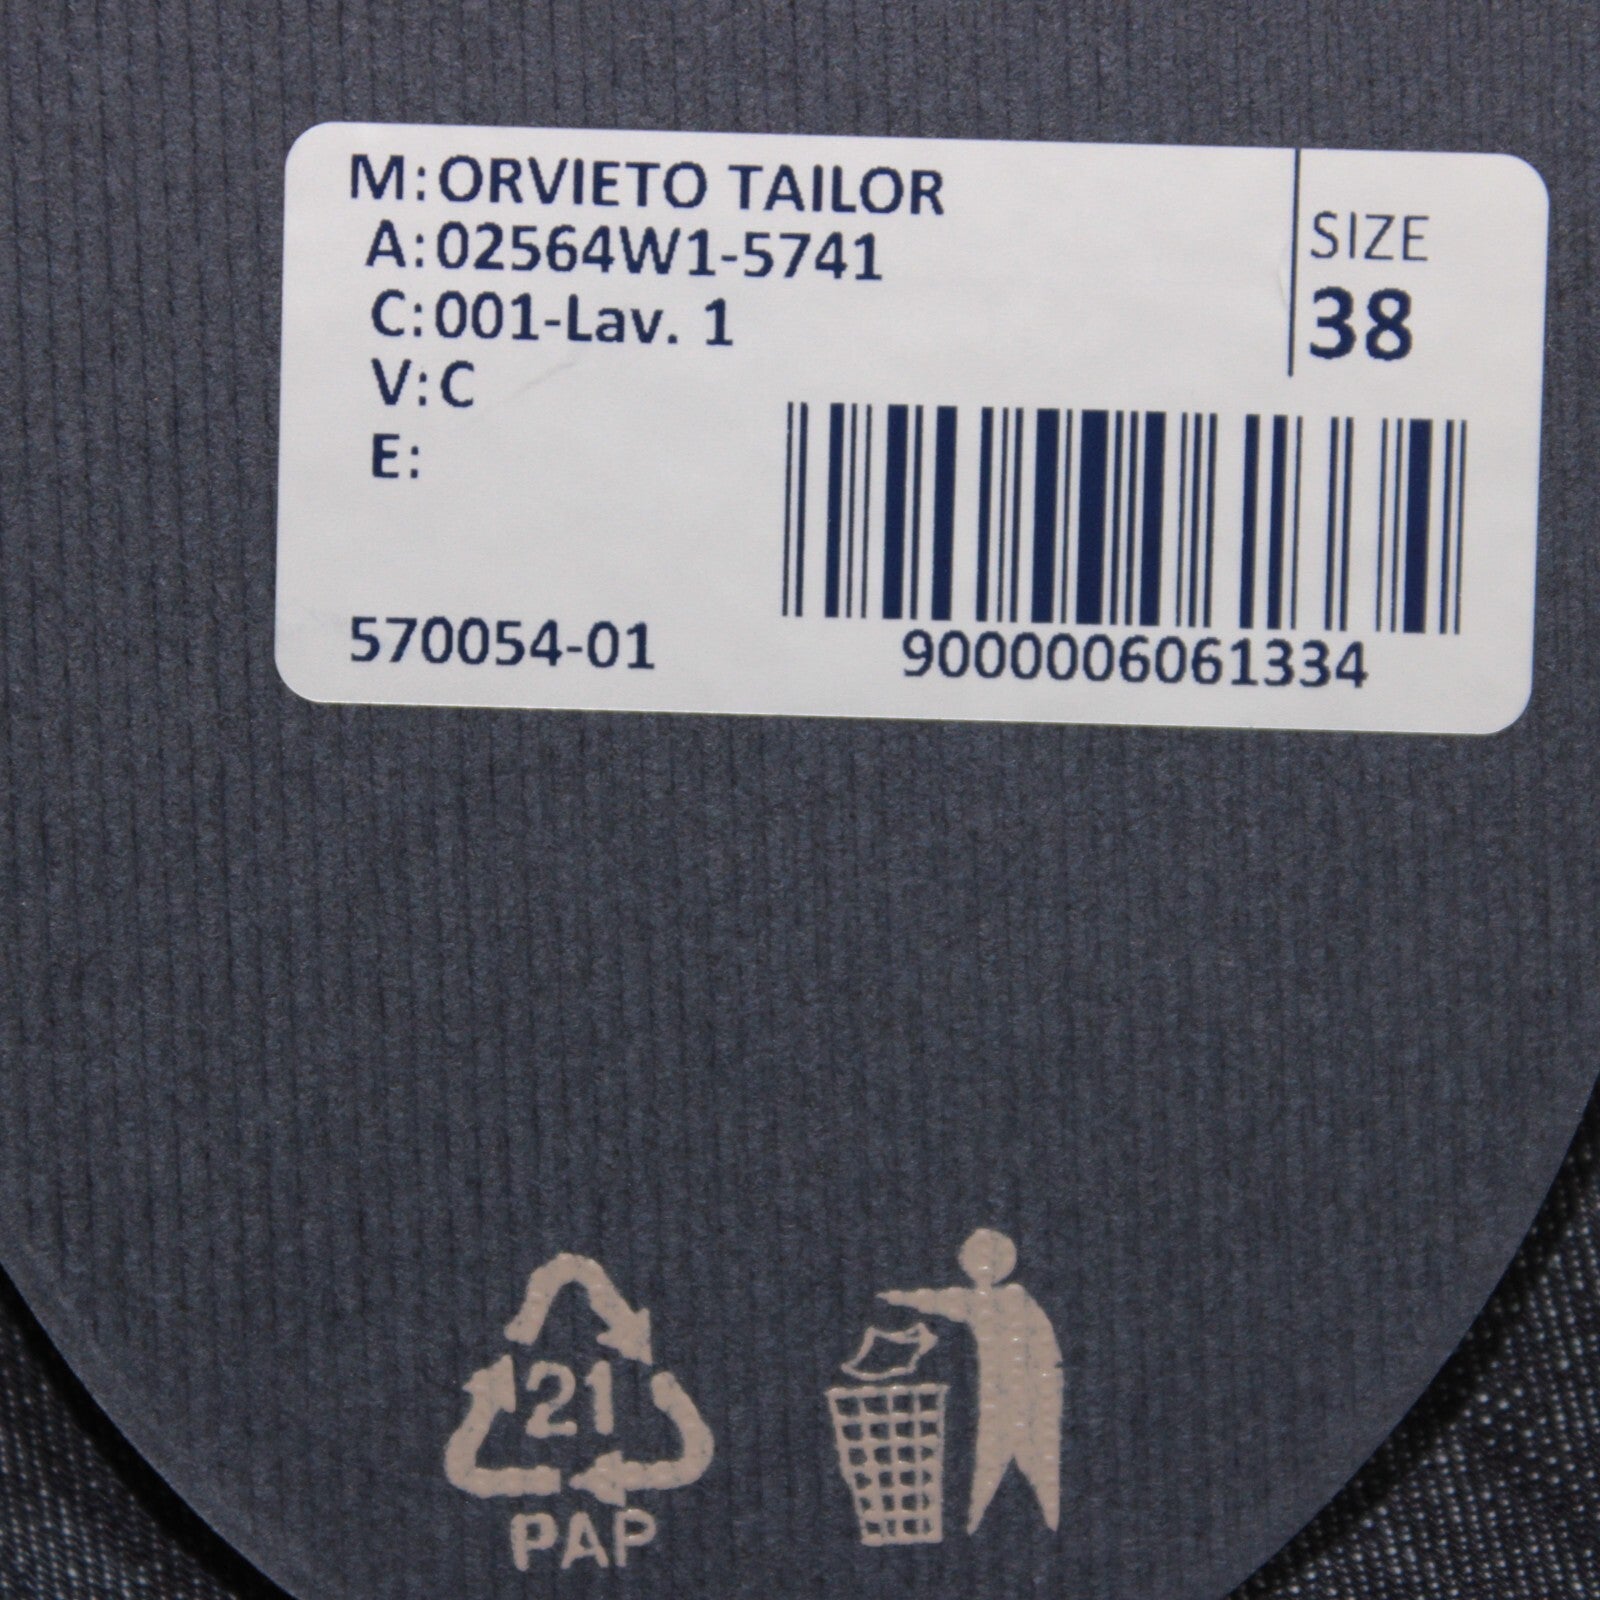 M: ORVIETO TAILOR
A: 02564W1-5741
C: 001-Lav. 1
V: C
E:
SIZE
38
570054-01
9000006061334
21
PAP